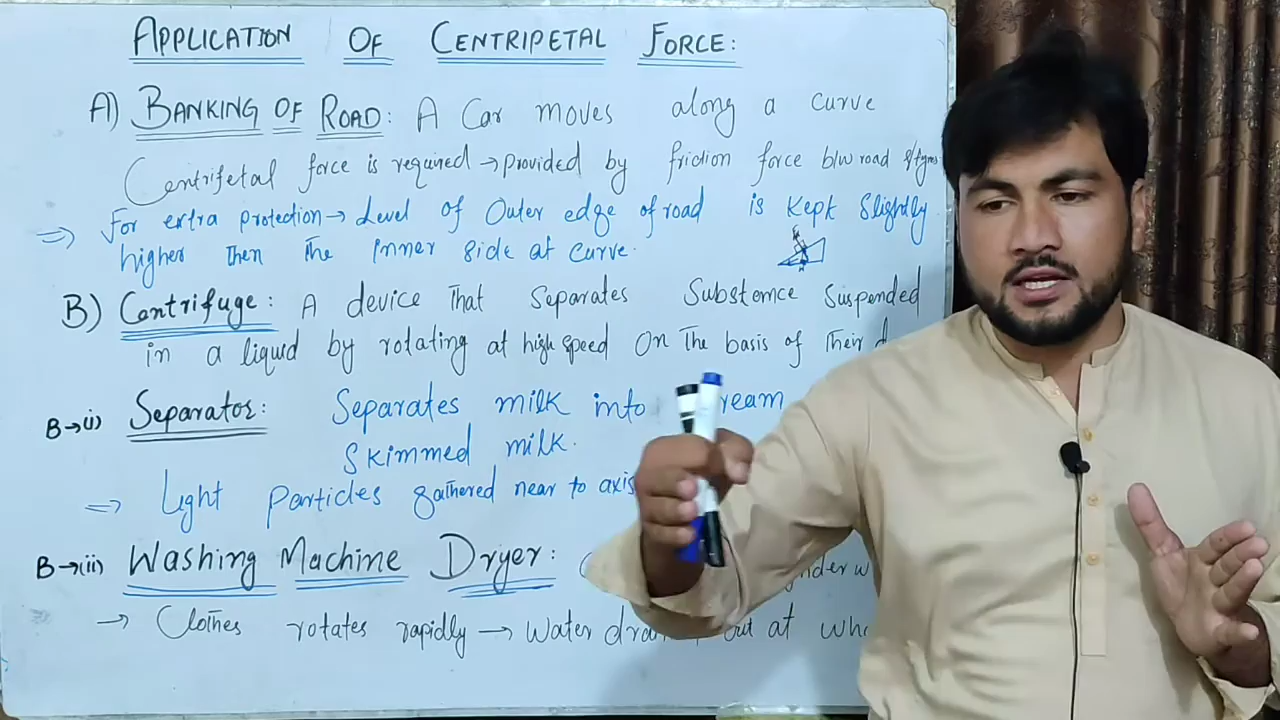 APPLICATION OF CENTRIPETAL FORCE:
A) BANKING OF ROAD: A Car moves along a curve
Centrifetal force is required → provided by friction force b/w road &
⇒ for extra protection → Level of Outer edge of road is Kept Slightly
higher then The Inner Side at curve.
B) Centrifuge: A device That Separates Substance Suspended
in a liquid by rotating at high speed On The basis of Their
B→(i) Separator: Separates milk into
Skimmed milk.
⇒ Light Particles gathered near to axis
B→(ii) Washing Machine Dryer:
→ Clothes rotates rapidly → Water out at